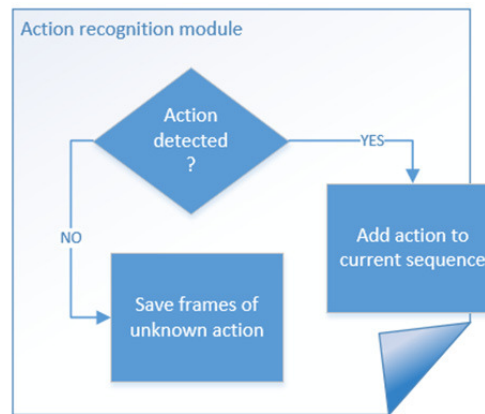 Action recognition module
Action
detected
?
YES
NO
Add action to
current sequence
Save frames of
unknown action